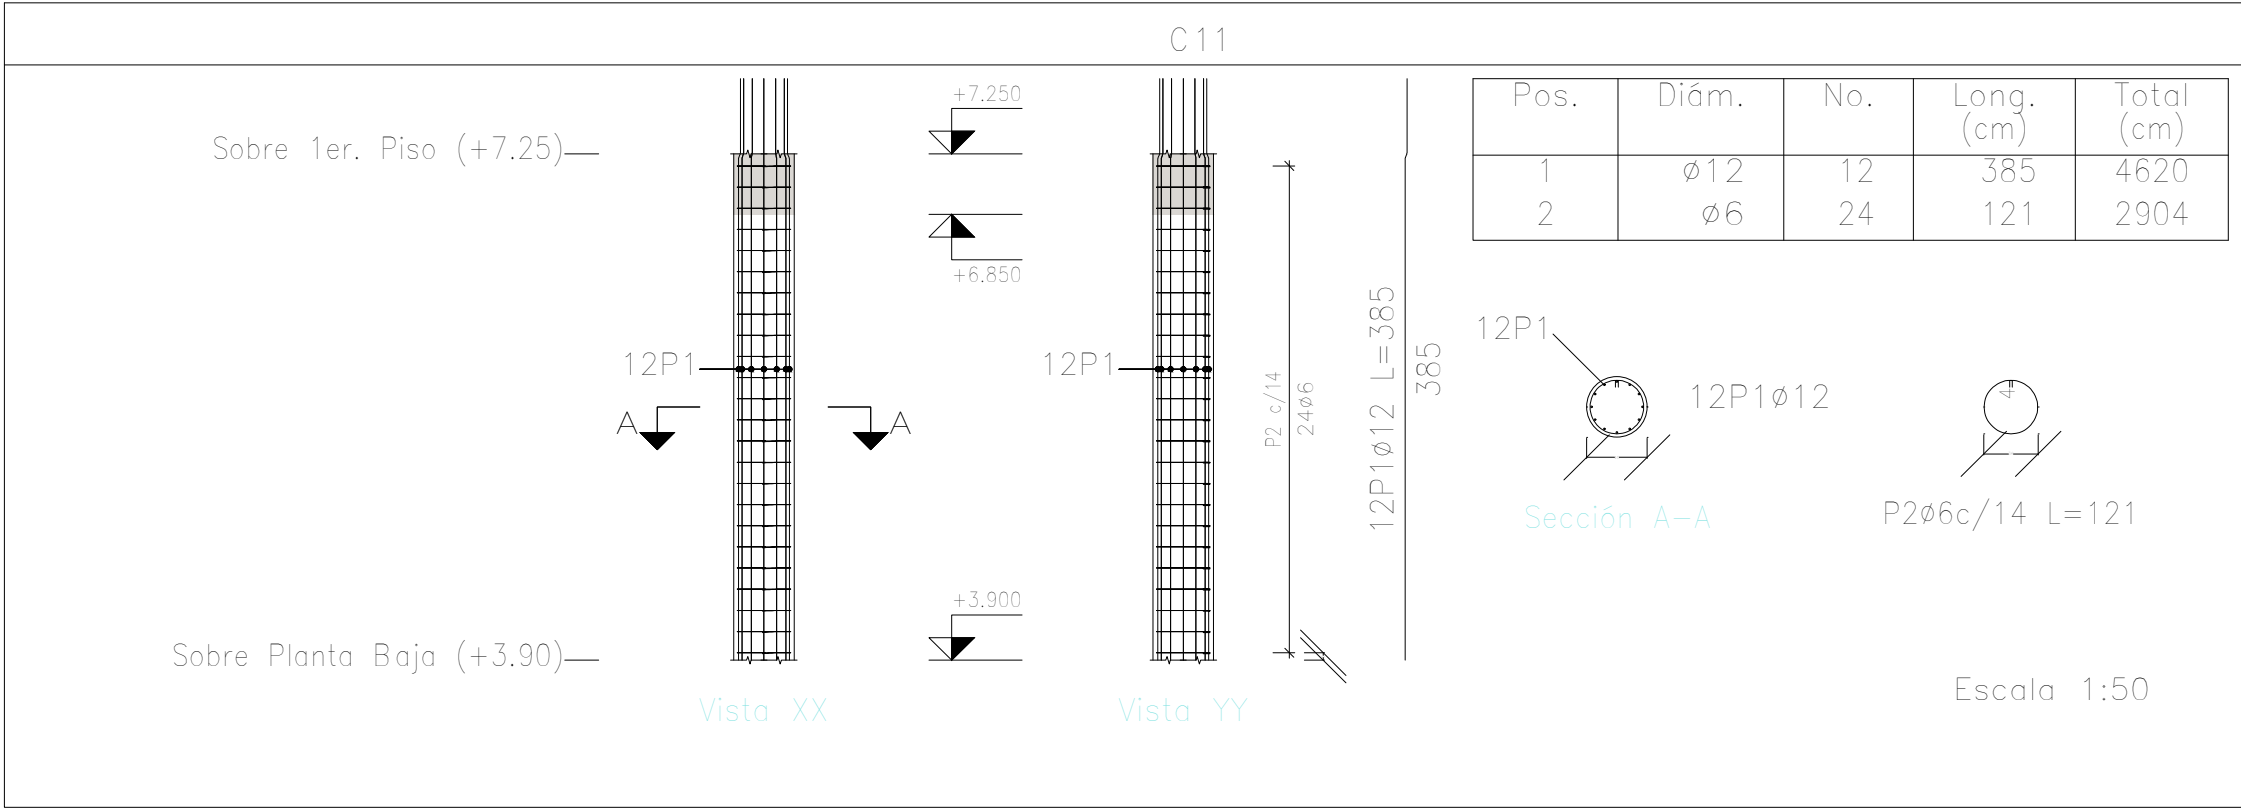 C11
Sobre 1er. Piso (+7.25)
+7.250
+6.850
12P1
12P1
A
A
+3.900
Sobre Planta Baja (+3.90)
Vista XX
Vista YY
P2 c/14
24ø6
12P1ø12 L=385
385
Pos. Diám. No. Long. (cm) Total (cm)
1 ø12 12 385 4620
2 ø6 24 121 2904
12P1
12P1ø12
Sección A-A
4
P2ø6c/14 L=121
Escala 1:50